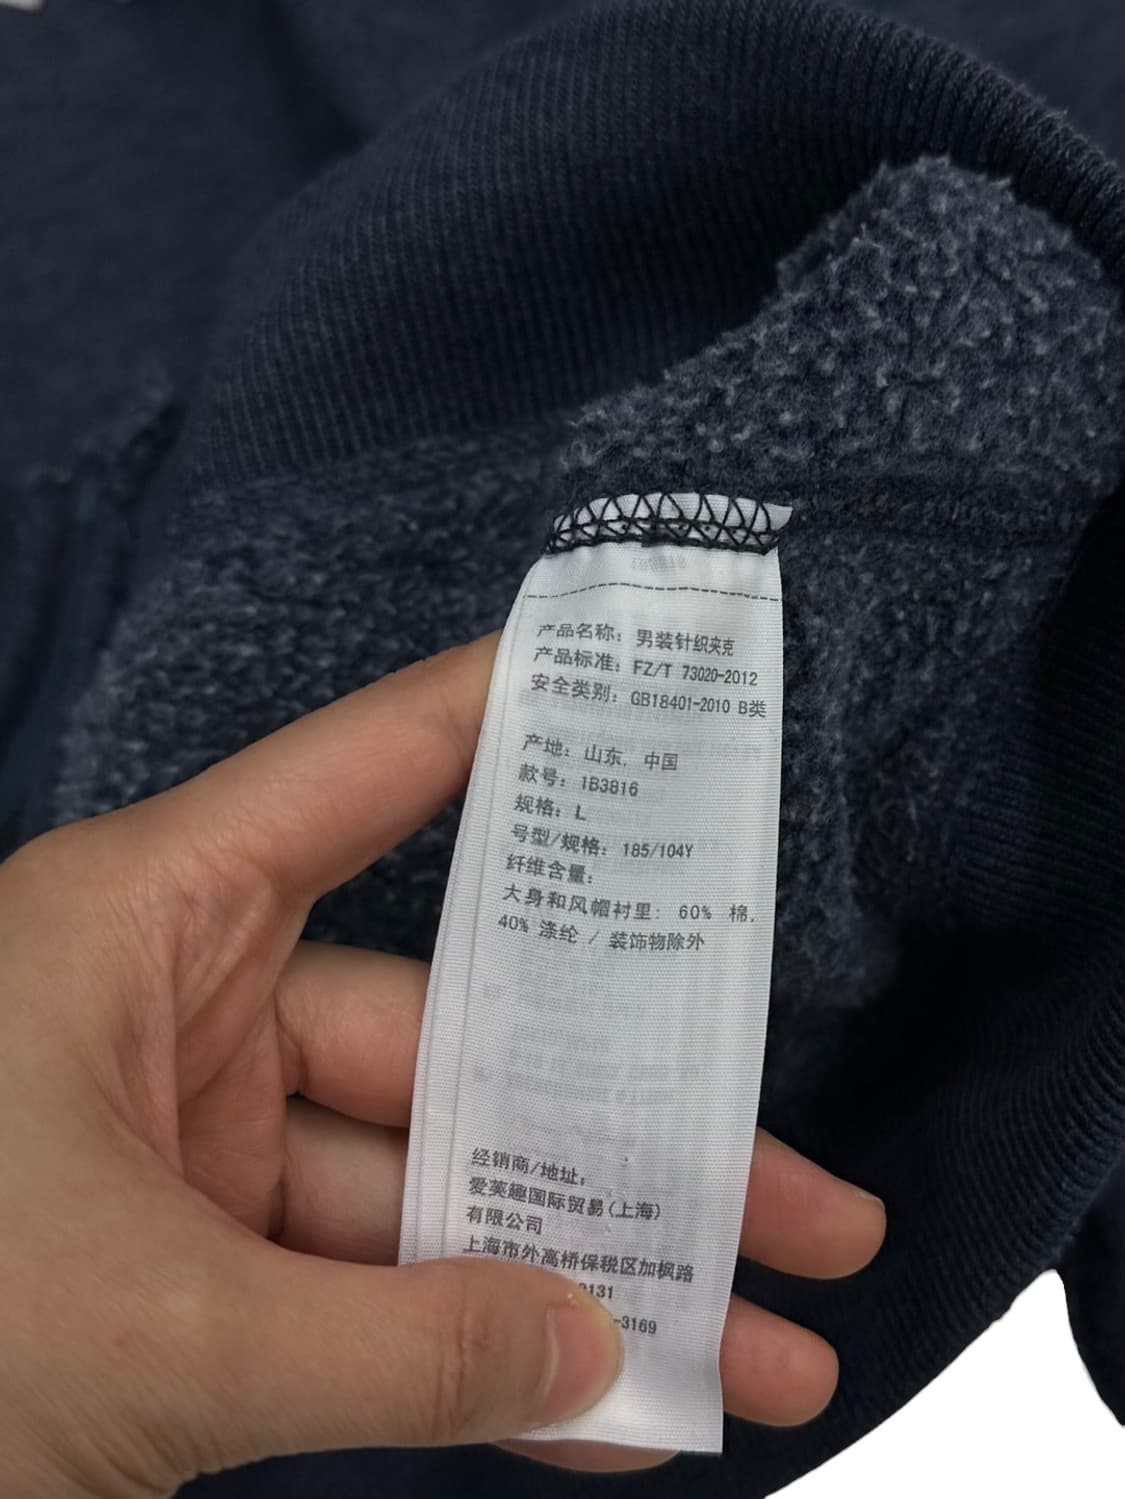 产品名称：男装针织夹克
产品标准：FZ/T 73020-2012
安全类别：GB18401-2010 B类
产地：山东，中国
款号：1B3816
规格：L
号型/规格：185/104Y
纤维含量：
大身和风帽衬里：60% 棉，
40% 涤纶 / 装饰物除外
经销商/地址：
爱芙趣国际贸易(上海)
有限公司
上海市外高桥保税区加枫路
0131
-3169